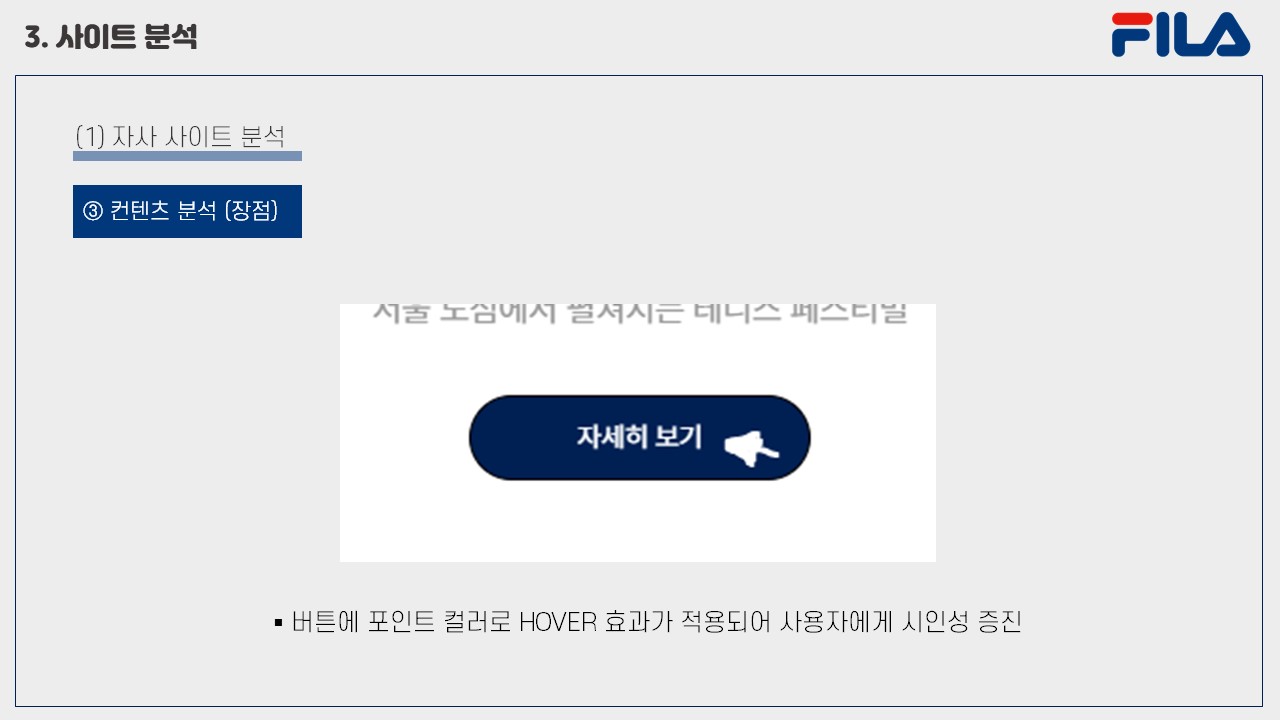 3. 사이트 분석
FILA
(1) 자사 사이트 분석
③ 컨텐츠 분석 (장점)
서울 도심에서 펼쳐지는 테니스 페스티벌
자세히 보기
▪ 버튼에 포인트 컬러로 HOVER 효과가 적용되어 사용자에게 시인성 증진